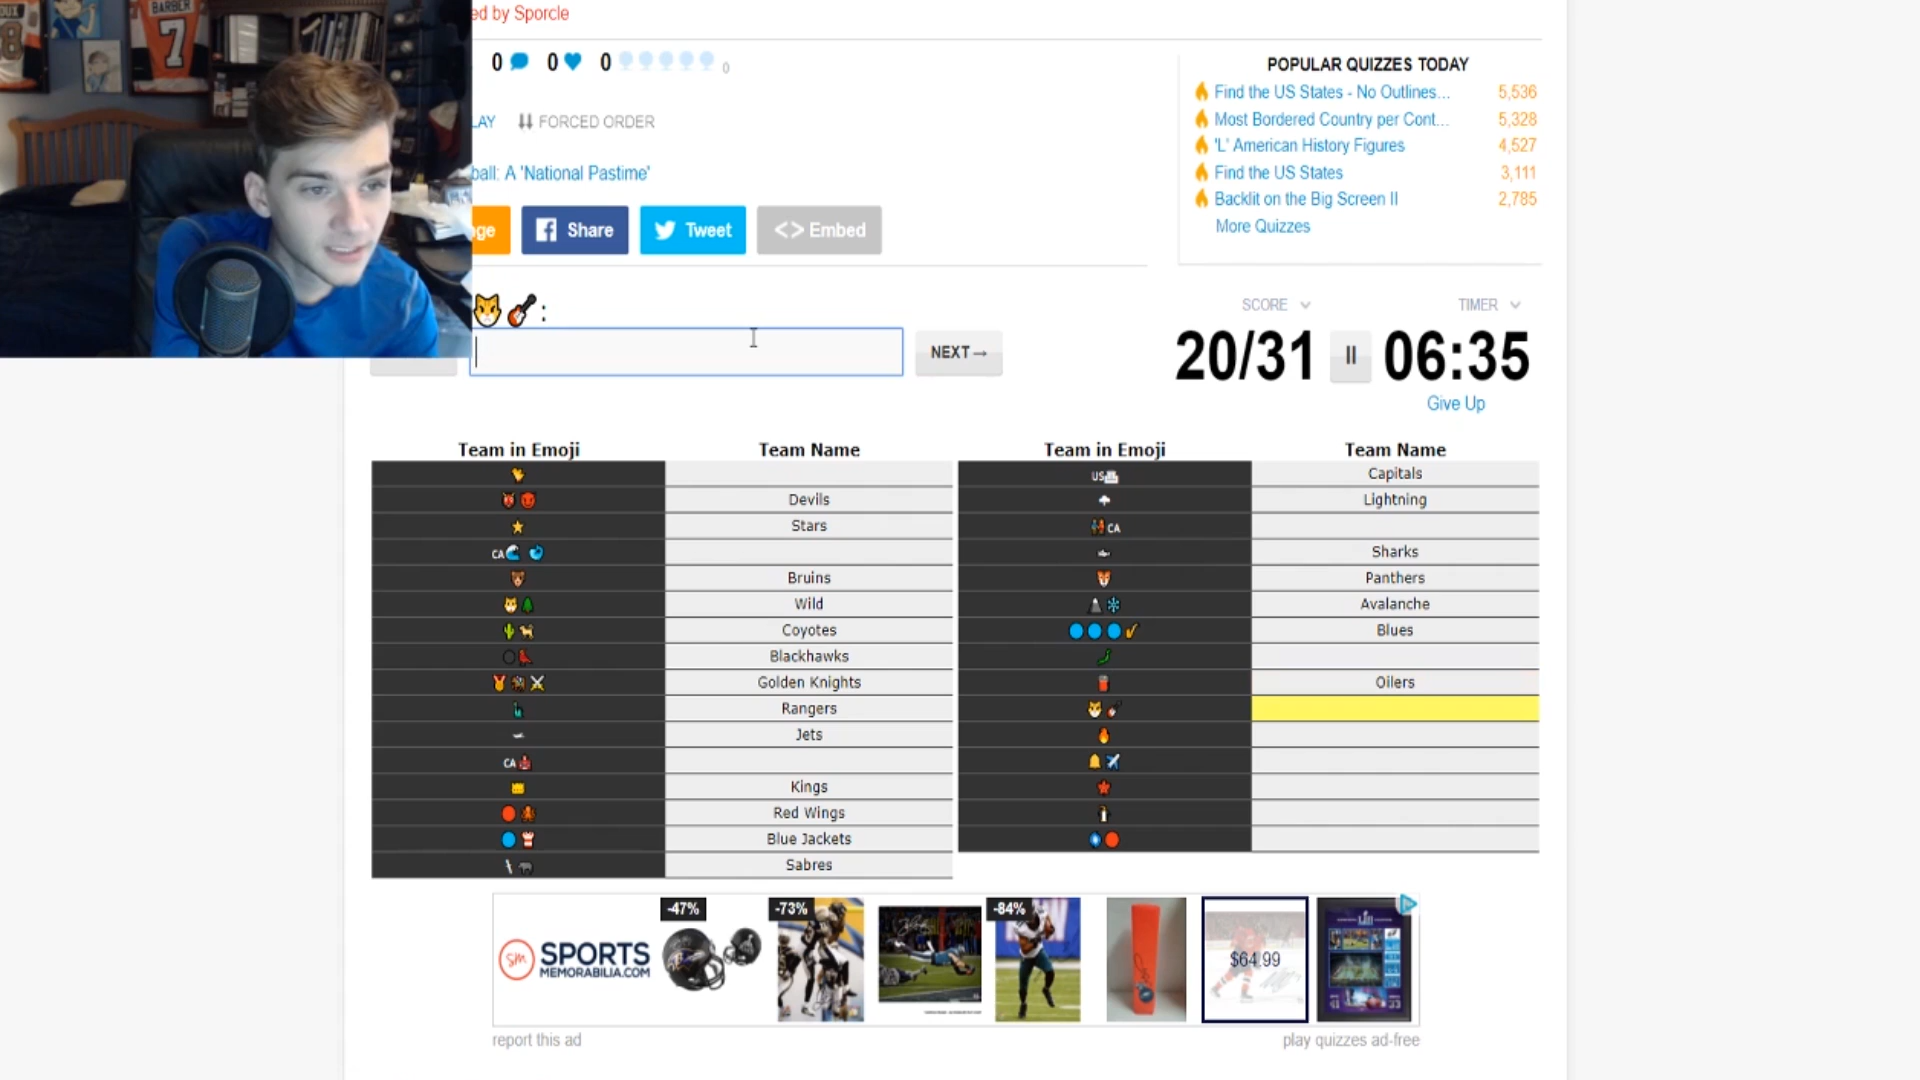 BARBER
7
ed by Sporcle
0 0 0 0
LAY FORCED ORDER
ball: A 'National Pastime'
ge Share Tweet <> Embed
POPULAR QUIZZES TODAY
Find the US States - No Outlines... 5,536
Most Bordered Country per Cont... 5,328
'L' American History Figures 4,527
Find the US States 3,111
Backlit on the Big Screen II 2,785
More Quizzes
:
NEXT→
SCORE TIMER
20/31 06:35
Give Up
Team in Emoji Team Name Team in Emoji Team Name
US Capitals
Devils Lightning
Stars CA
CA Sharks
Bruins Panthers
Wild Avalanche
Coyotes Blues
Blackhawks
Golden Knights Oilers
Rangers
Jets
CA
Kings
Red Wings
Blue Jackets
Sabres
sm SPORTS
MEMORABILIA.COM
-47% -73% -84% $64.99
report this ad play quizzes ad-free